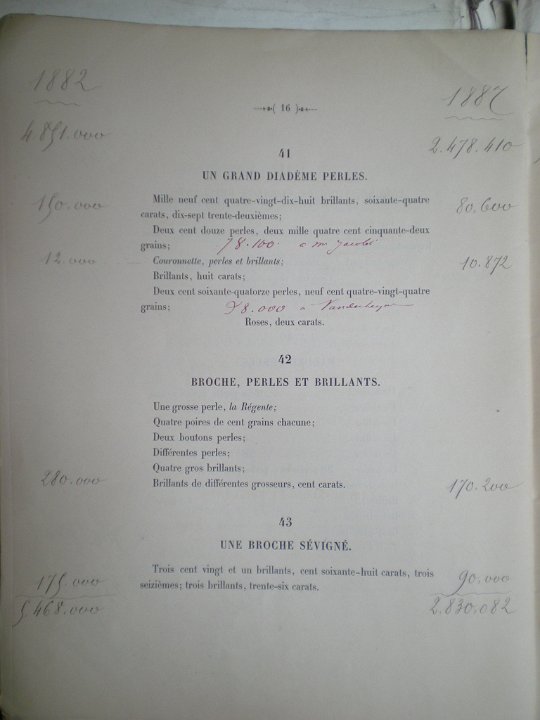 1882
1887
( 16 )
4.851.000
2.478.410
41
UN GRAND DIADÈME PERLES.
150.000
Mille neuf cent quatre-vingt-dix-huit brillants, soixante-quatre
80.600
carats, dix-sept trente-deuxièmes;
Deux cent douze perles, deux mille quatre cent cinquante-deux
grains; 78.100 a mr Jacobi
12.000
Couronnette, perles et brillants;
10.872
Brillants, huit carats;
Deux cent soixante-quatorze perles, neuf cent quatre-vingt-quatre
grains; 28.000 a
Roses, deux carats.
42
BROCHE, PERLES ET BRILLANTS.
Une grosse perle, la Régente;
Quatre poires de cent grains chacune;
Deux boutons perles;
Différentes perles;
Quatre gros brillants;
280.000
Brillants de différentes grosseurs, cent carats.
170.200
43
UNE BROCHE SÉVIGNÉ.
Trois cent vingt et un brillants, cent soixante-huit carats, trois
175.000
seizièmes; trois brillants, trente-six carats.
90.000
5.468.000
2.830.082